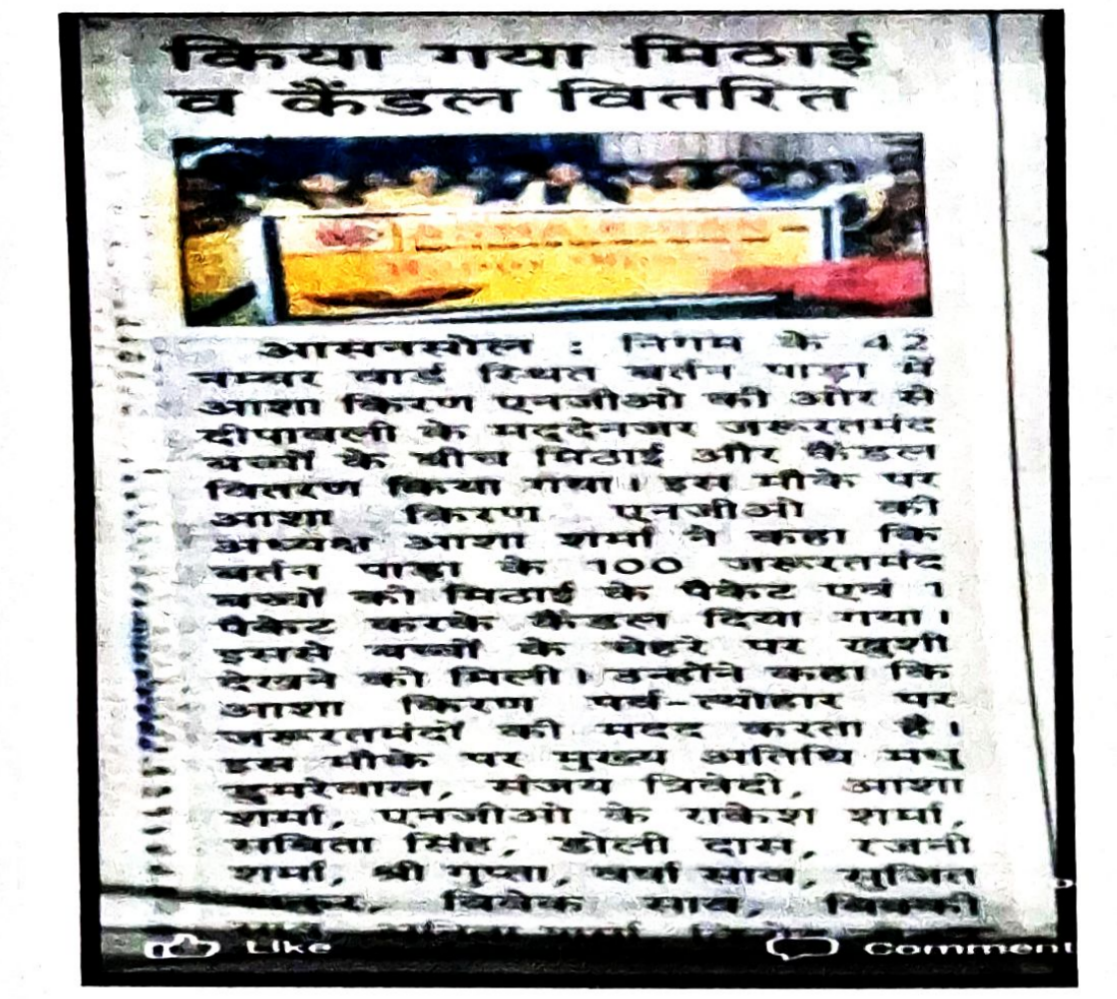 किया गया मिठाई
व कैंडल वितरित
आसनसोल : निगम के 42
नम्बर वार्ड स्थित बर्तन पाड़ा में
आशा किरण एनजीओ की ओर से
दीपावली के मद्देनजर जरूरतमंद
बच्चों के बीच मिठाई और कैंडल
वितरण किया गया। इस मौके पर
आशा किरण एनजीओ की
अध्यक्ष आशा शर्मा ने कहा कि
बर्तन पाड़ा के 100 जरूरतमंद
बच्चों को मिठाई के पैकेट एवं 1
पैकेट करके कैंडल दिया गया।
इससे बच्चों के चेहरे पर खुशी
देखने को मिली। उन्होंने कहा कि
आशा किरण पर्व-त्योहार पर
जरूरतमंदों की मदद करता है।
इस मौके पर मुख्य अतिथि मधु
डुमरेवाल, संजय त्रिवेदी, आशा
शर्मा, एनजीओ के राकेश शर्मा,
सबिता सिंह, डोली दास, रजनी
शर्मा, श्री गुप्ता, वर्षा साव, सुजित
विवेक साव, विक्की
Like
Comment